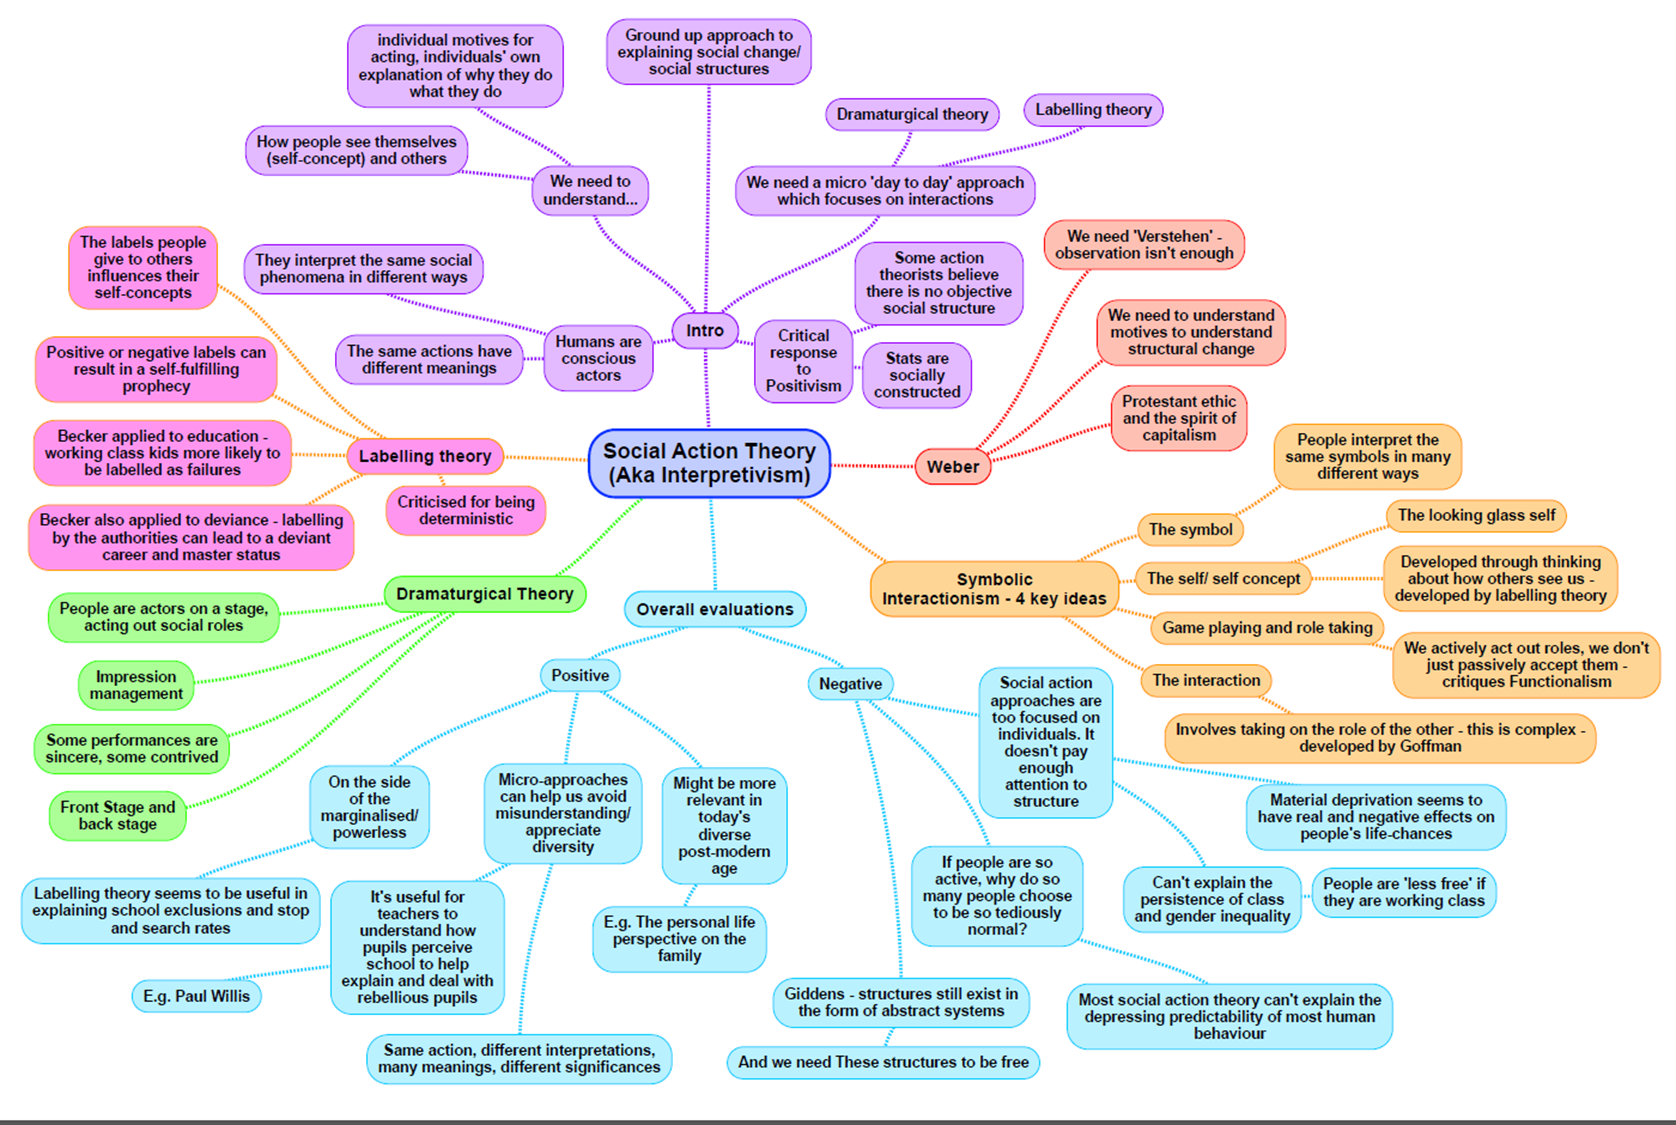 individual motives for
acting, individuals' own
explanation of why they do
what they do
Ground up approach to
explaining social change/
social structures
Dramaturgical theory
Labelling theory
How people see themselves
(self-concept) and others
We need to
understand...
We need a micro 'day to day' approach
which focuses on interactions
The labels people
give to others
influences their
self-concepts
They interpret the same social
phenomena in different ways
Some action
theorists believe
there is no objective
social structure
We need 'Verstehen' -
observation isn't enough
Intro
We need to understand
motives to understand
structural change
Positive or negative labels can
result in a self-fulfilling
prophecy
The same actions have
different meanings
Humans are
conscious
actors
Critical
response
to
Positivism
Stats are
socially
constructed
Protestant ethic
and the spirit of
capitalism
Becker applied to education -
working class kids more likely to
be labelled as failures
Labelling theory
Social Action Theory
(Aka Interpretivism)
Weber
People interpret the
same symbols in many
different ways
Criticised for being
deterministic
Becker also applied to deviance - labelling
by the authorities can lead to a deviant
career and master status
The symbol
The looking glass self
Dramaturgical Theory
Overall evaluations
Symbolic
Interactionism - 4 key ideas
The self/ self concept
Developed through thinking
about how others see us -
developed by labelling theory
People are actors on a stage,
acting out social roles
Game playing and role taking
We actively act out roles, we don't
just passively accept them -
critiques Functionalism
Impression
management
Positive
Negative
Social action
approaches are
too focused on
individuals. It
doesn't pay
enough
attention to
structure
The interaction
Involves taking on the role of the other - this is complex -
developed by Goffman
Some performances are
sincere, some contrived
Front Stage and
back stage
On the side
of the
marginalised/
powerless
Micro-approaches
can help us avoid
misunderstanding/
appreciate
diversity
Might be more
relevant in
today's
diverse
post-modern
age
Material deprivation seems to
have real and negative effects on
people's life-chances
Labelling theory seems to be useful in
explaining school exclusions and stop
and search rates
It's useful for
teachers to
understand how
pupils perceive
school to help
explain and deal with
rebellious pupils
E.g. The personal life
perspective on the
family
If people are so
active, why do so
many people choose
to be so tediously
normal?
Can't explain the
persistence of class
and gender inequality
People are 'less free' if
they are working class
E.g. Paul Willis
Giddens - structures still exist in
the form of abstract systems
Most social action theory can't explain the
depressing predictability of most human
behaviour
Same action, different interpretations,
many meanings, different significances
And we need These structures to be free